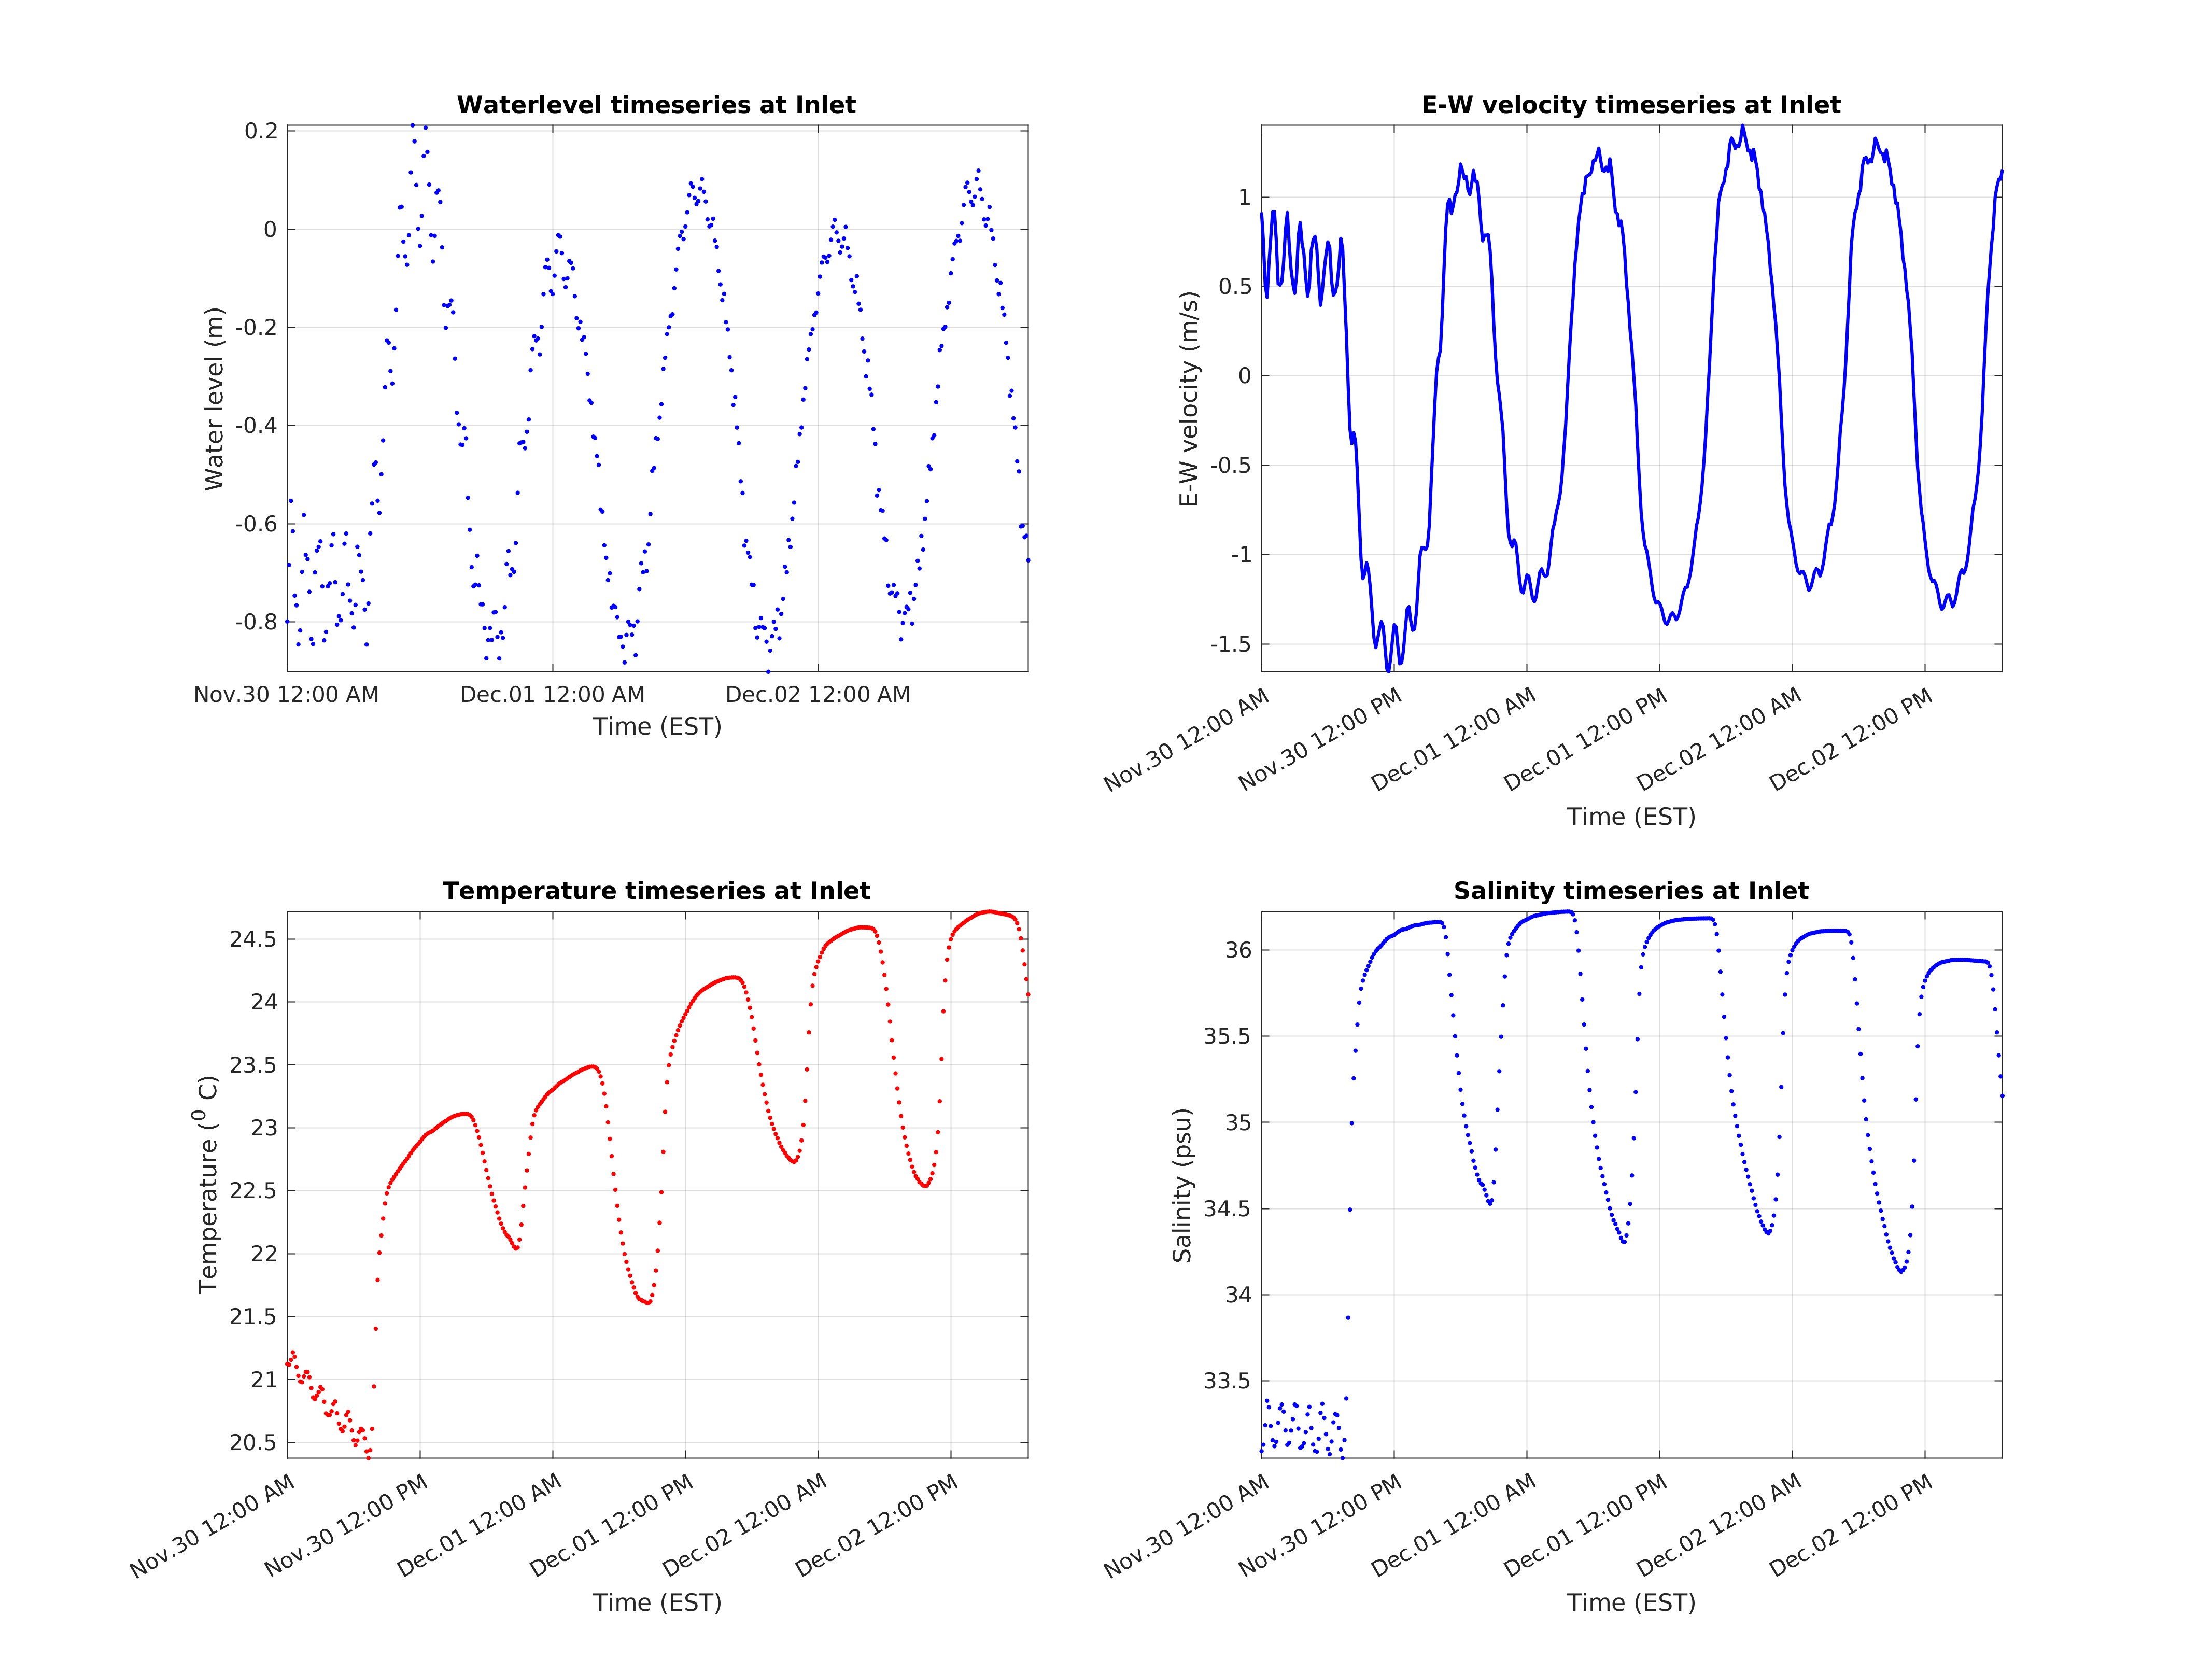 Waterlevel timeseries at Inlet
0.2
0
-0.2
-0.4
-0.6
-0.8
Water level (m)
Nov.30 12:00 AM
Dec.01 12:00 AM
Dec.02 12:00 AM
Time (EST)
E-W velocity timeseries at Inlet
1
0.5
0
-0.5
-1
-1.5
E-W velocity (m/s)
Nov.30 12:00 AM
Nov.30 12:00 PM
Dec.01 12:00 AM
Dec.01 12:00 PM
Dec.02 12:00 AM
Dec.02 12:00 PM
Time (EST)
Temperature timeseries at Inlet
24.5
24
23.5
23
22.5
22
21.5
21
20.5
Temperature (⁰ C)
Nov.30 12:00 AM
Nov.30 12:00 PM
Dec.01 12:00 AM
Dec.01 12:00 PM
Dec.02 12:00 AM
Dec.02 12:00 PM
Time (EST)
Salinity timeseries at Inlet
36
35.5
35
34.5
34
33.5
Salinity (psu)
Nov.30 12:00 AM
Nov.30 12:00 PM
Dec.01 12:00 AM
Dec.01 12:00 PM
Dec.02 12:00 AM
Dec.02 12:00 PM
Time (EST)